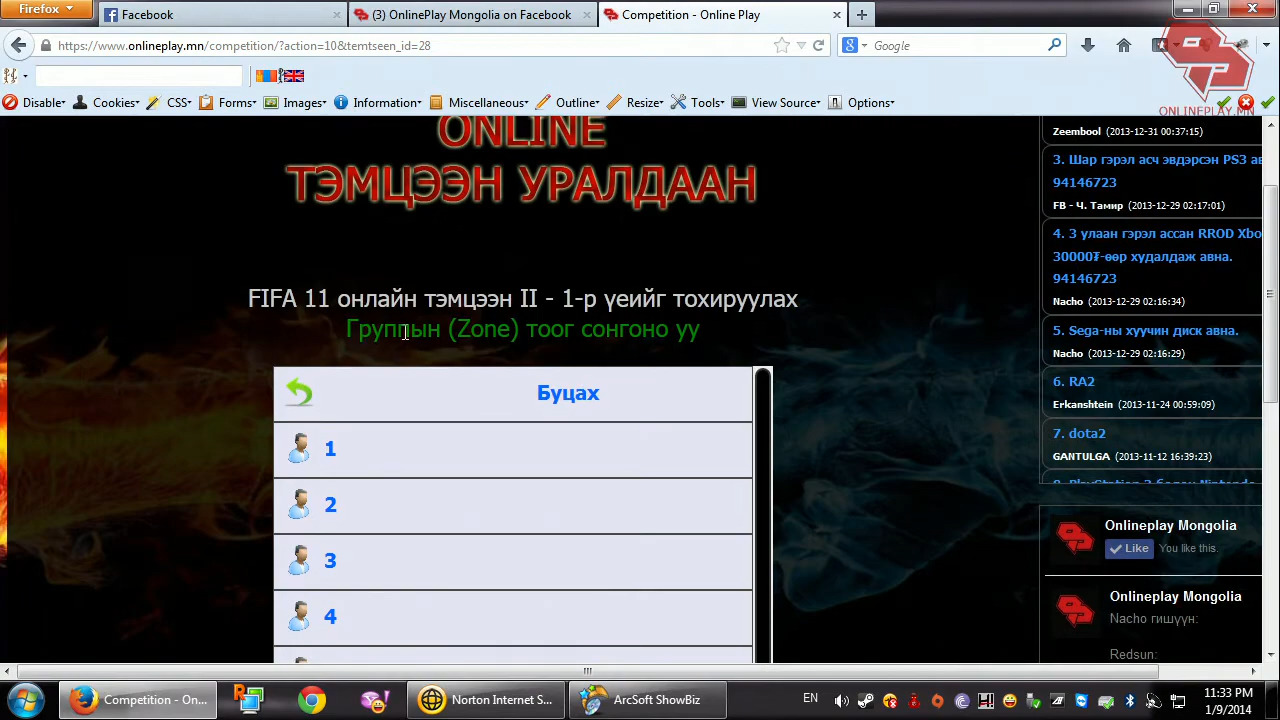 Firefox
Facebook
(3) OnlinePlay Mongolia on Facebook
Competition - Online Play
https://www.onlineplay.mn/competition/?action=10&temtseen_id=28
Google
Disable
Cookies
CSS
Forms
Images
Information
Miscellaneous
Outline
Resize
Tools
View Source
Options
ONLINEPLAY.MN
ONLINE
ТЭМЦЭЭН УРАЛДААН
FIFA 11 онлайн тэмцээн II - 1-р үеийг тохируулах
Группын (Zone) тоог сонгоно уу
Буцах
1
2
3
4
Zeembool (2013-12-31 00:37:15)
3. Шар гэрэл асч эвдэрсэн PS3 ав
94146723
FB - Ч. Тамир (2013-12-29 02:17:01)
4. 3 улаан гэрэл ассан RROD Xbo
30000₮-өөр худалдаж авна.
94146723
Nacho (2013-12-29 02:16:34)
5. Sega-ны хуучин диск авна.
Nacho (2013-12-29 02:16:29)
6. RA2
Erkanshtein (2013-11-24 00:59:09)
7. dota2
GANTULGA (2013-11-12 16:39:23)
Onlineplay Mongolia
Like You like this.
Onlineplay Mongolia
Nacho гишүүн:
Redsun:
Competition - On...
Norton Internet S...
ArcSoft ShowBiz
EN
11:33 PM
1/9/2014